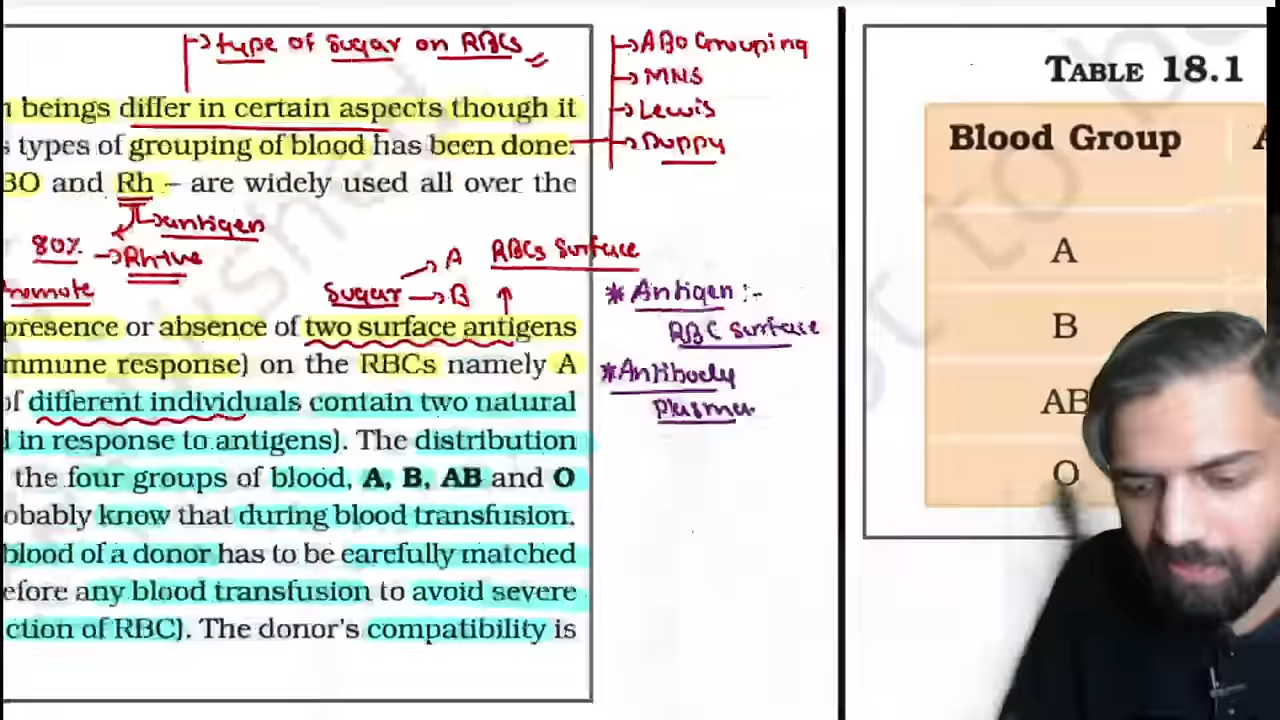 type of Sugar on RBCs
ABO Grouping
MNS
Lewis
Duppy
beings differ in certain aspects though it
types of grouping of blood has been done.
BO and Rh – are widely used all over the
antigen
80% Rh+ve
Sugar A RBCs Surface
B
presence or absence of two surface antigens
mmune response) on the RBCs namely A
of different individuals contain two natural
in response to antigens). The distribution
the four groups of blood, A, B, AB and O
obably know that during blood transfusion,
blood of a donor has to be carefully matched
efore any blood transfusion to avoid severe
ction of RBC). The donor's compatibility is
* Antigen :-
RBC Surface
* Antibody
Plasma
TABLE 18.1
Blood Group A
A
B
AB
O